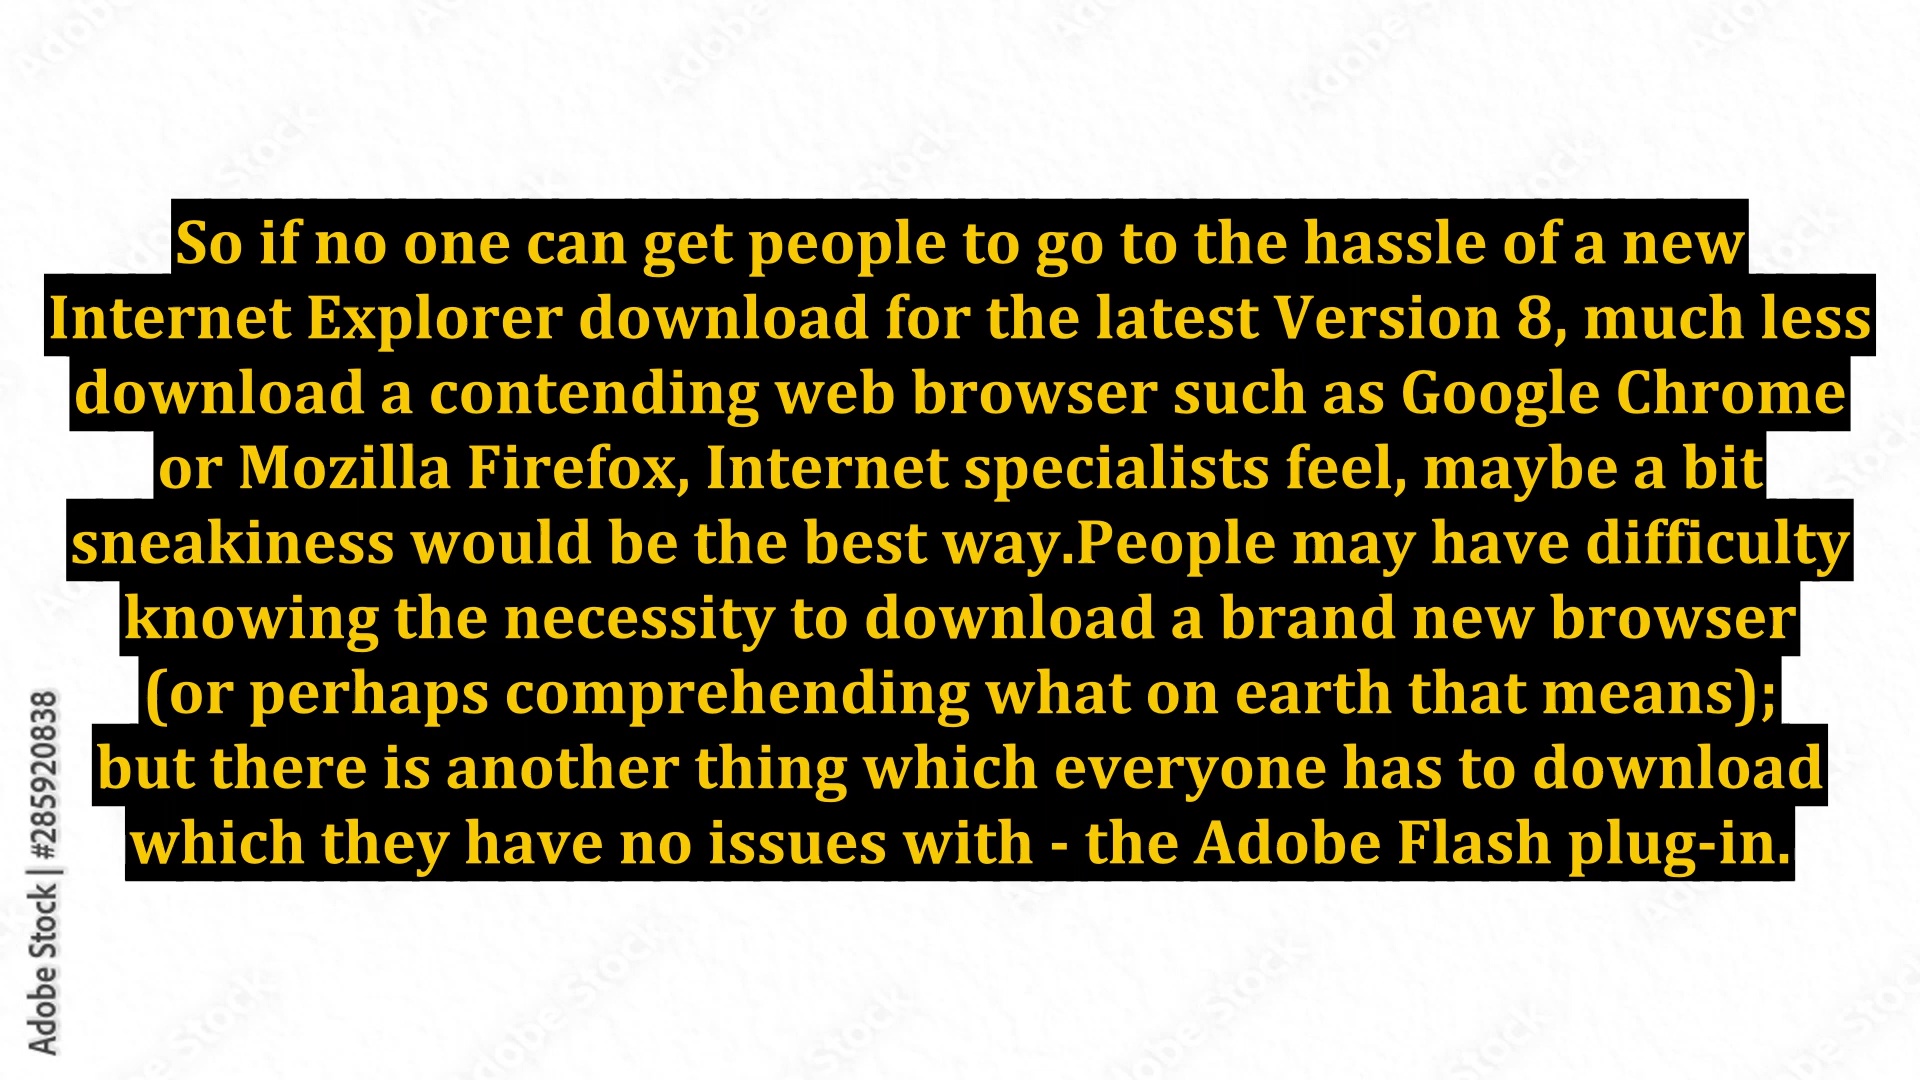 So if no one can get people to go to the hassle of a new
Internet Explorer download for the latest Version 8, much less
download a contending web browser such as Google Chrome
or Mozilla Firefox, Internet specialists feel, maybe a bit
sneakiness would be the best way.People may have difficulty
knowing the necessity to download a brand new browser
(or perhaps comprehending what on earth that means);
but there is another thing which everyone has to download
which they have no issues with - the Adobe Flash plug-in.
Adobe Stock | #285920838